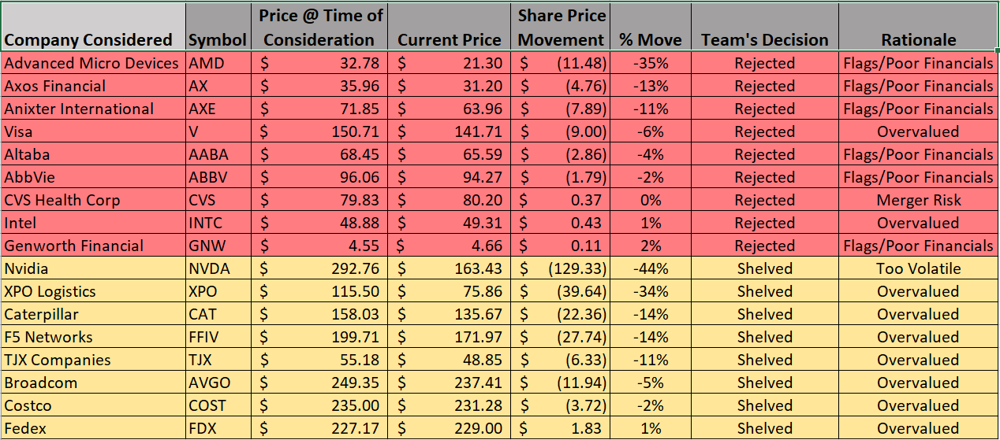 Company Considered Symbol Price @ Time of Consideration Current Price Share Price Movement % Move Team's Decision Rationale
Advanced Micro Devices AMD $ 32.78 $ 21.30 $ (11.48) -35% Rejected Flags/Poor Financials
Axos Financial AX $ 35.96 $ 31.20 $ (4.76) -13% Rejected Flags/Poor Financials
Anixter International AXE $ 71.85 $ 63.96 $ (7.89) -11% Rejected Flags/Poor Financials
Visa V $ 150.71 $ 141.71 $ (9.00) -6% Rejected Overvalued
Altaba AABA $ 68.45 $ 65.59 $ (2.86) -4% Rejected Flags/Poor Financials
AbbVie ABBV $ 96.06 $ 94.27 $ (1.79) -2% Rejected Flags/Poor Financials
CVS Health Corp CVS $ 79.83 $ 80.20 $ 0.37 0% Rejected Merger Risk
Intel INTC $ 48.88 $ 49.31 $ 0.43 1% Rejected Overvalued
Genworth Financial GNW $ 4.55 $ 4.66 $ 0.11 2% Rejected Flags/Poor Financials
Nvidia NVDA $ 292.76 $ 163.43 $ (129.33) -44% Shelved Too Volatile
XPO Logistics XPO $ 115.50 $ 75.86 $ (39.64) -34% Shelved Overvalued
Caterpillar CAT $ 158.03 $ 135.67 $ (22.36) -14% Shelved Overvalued
F5 Networks FFIV $ 199.71 $ 171.97 $ (27.74) -14% Shelved Overvalued
TJX Companies TJX $ 55.18 $ 48.85 $ (6.33) -11% Shelved Overvalued
Broadcom AVGO $ 249.35 $ 237.41 $ (11.94) -5% Shelved Overvalued
Costco COST $ 235.00 $ 231.28 $ (3.72) -2% Shelved Overvalued
Fedex FDX $ 227.17 $ 229.00 $ 1.83 1% Shelved Overvalued